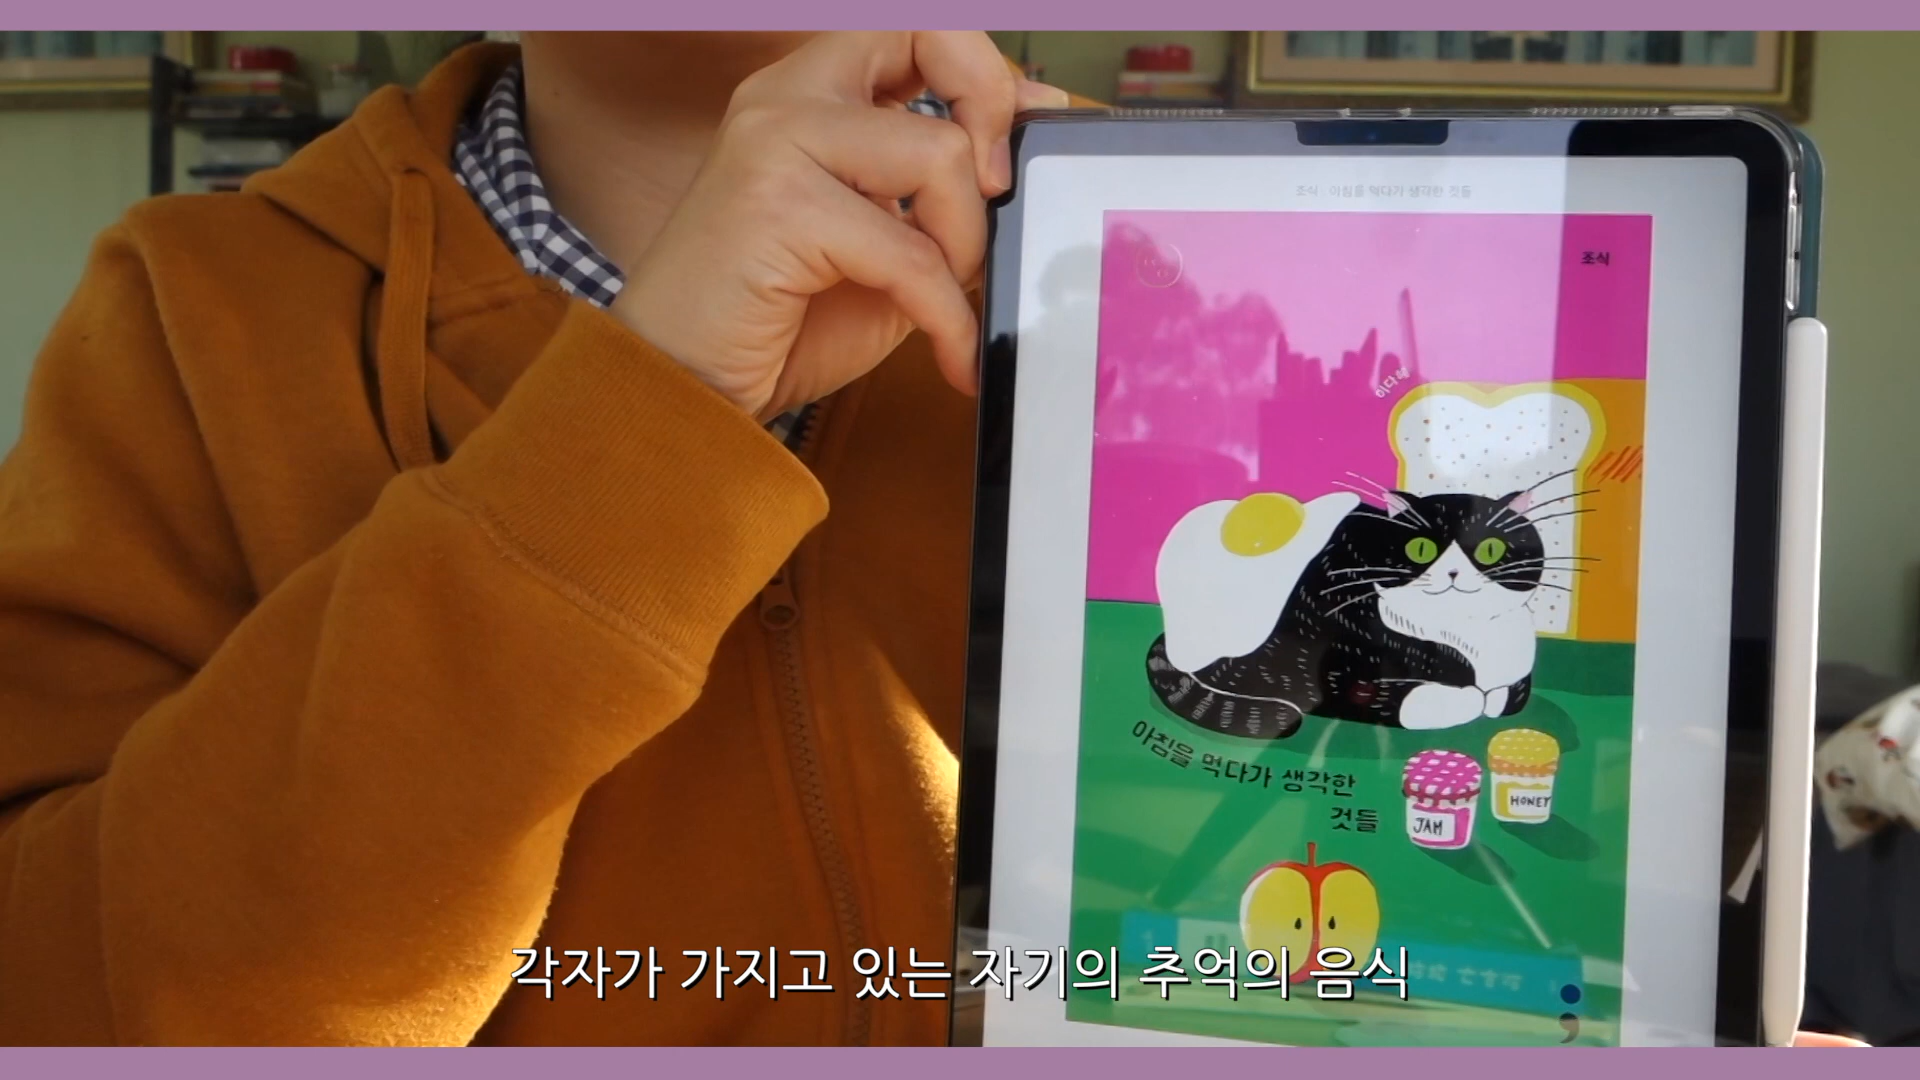 조식 : 아침을 먹다가 생각한 것들
조식
이다혜
아침을 먹다가 생각한
것들
HONEY
JAM
각자가 가지고 있는 자기의 추억의 음식